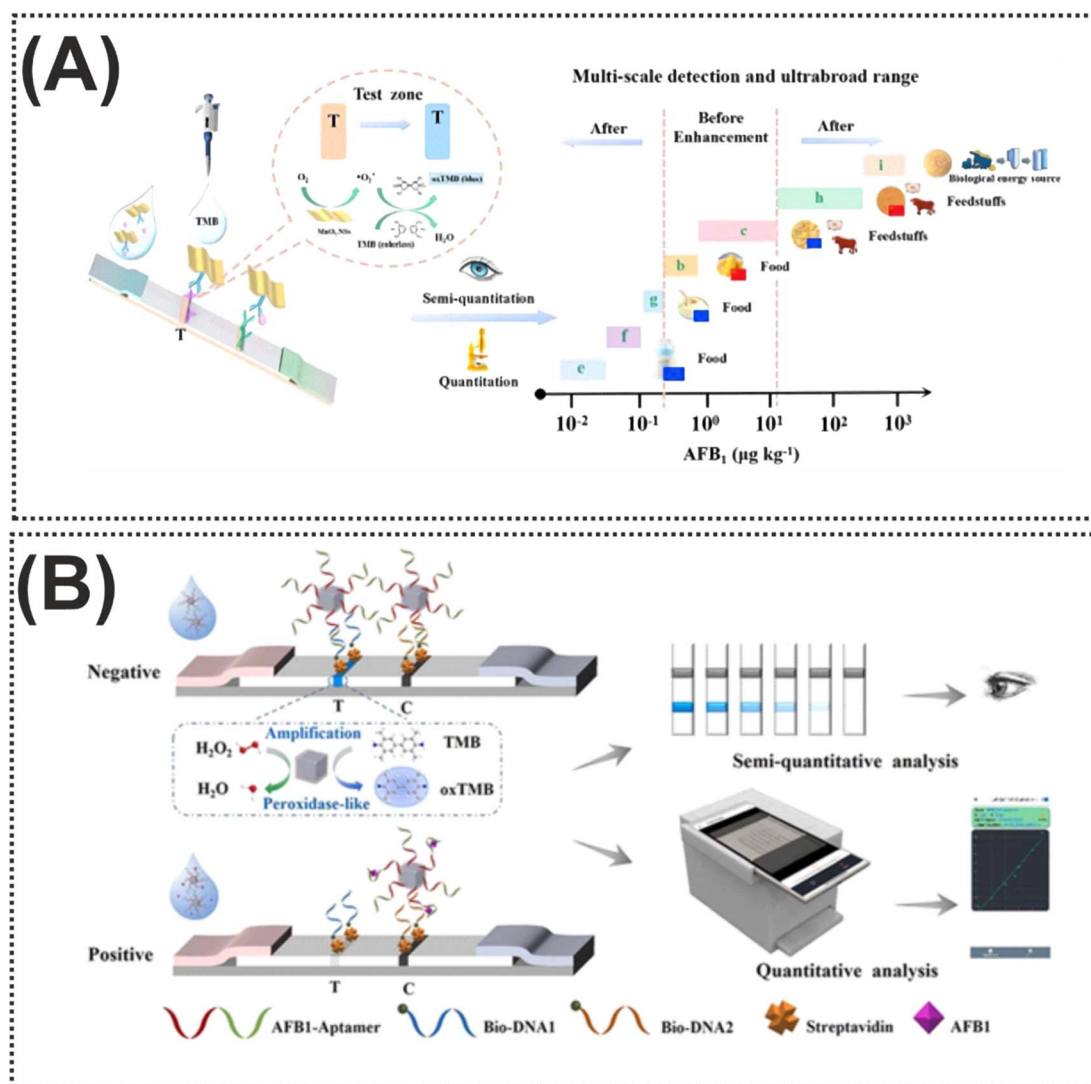 (A)
Multi-scale detection and ultrabroad range
Test zone
T
T
After
Before
Enhancement
After
O₂
•O₂⁻
oxTMB (blue)
MnO₂ NSs
TMB (colorless)
H₂O
TMB
T
i
Biological energy source
h
Feedstuffs
c
Feedstuffs
b
Food
g
Food
f
Food
e
Semi-quantitation
Quantitation
10⁻²
10⁻¹
10⁰
10¹
10²
10³
AFB₁ (μg kg⁻¹)
(B)
Negative
T
C
H₂O₂
Amplification
TMB
H₂O
Peroxidase-like
oxTMB
Semi-quantitative analysis
Positive
T
C
Quantitative analysis
AFB1-Aptamer
Bio-DNA1
Bio-DNA2
Streptavidin
AFB1